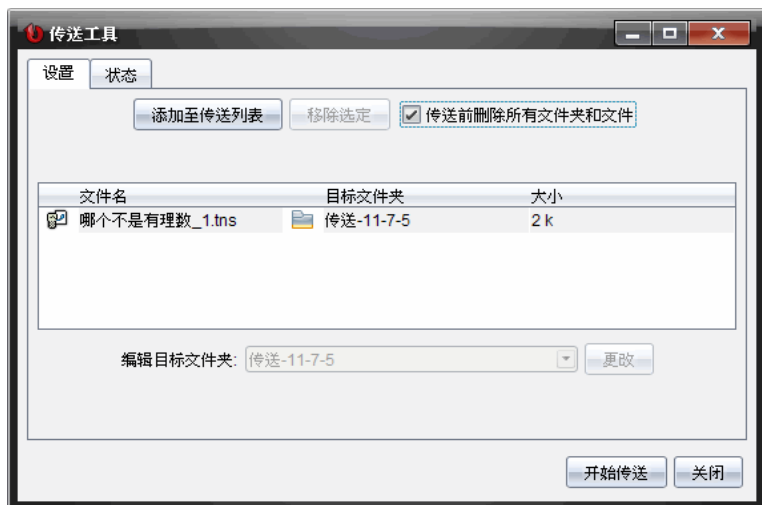 传送工具
设置 状态
添加至传送列表 移除选定 传送前删除所有文件夹和文件
文件名 目标文件夹 大小
哪个不是有理数_1.tns 传送-11-7-5 2 k
编辑目标文件夹: 传送-11-7-5 更改
开始传送 关闭